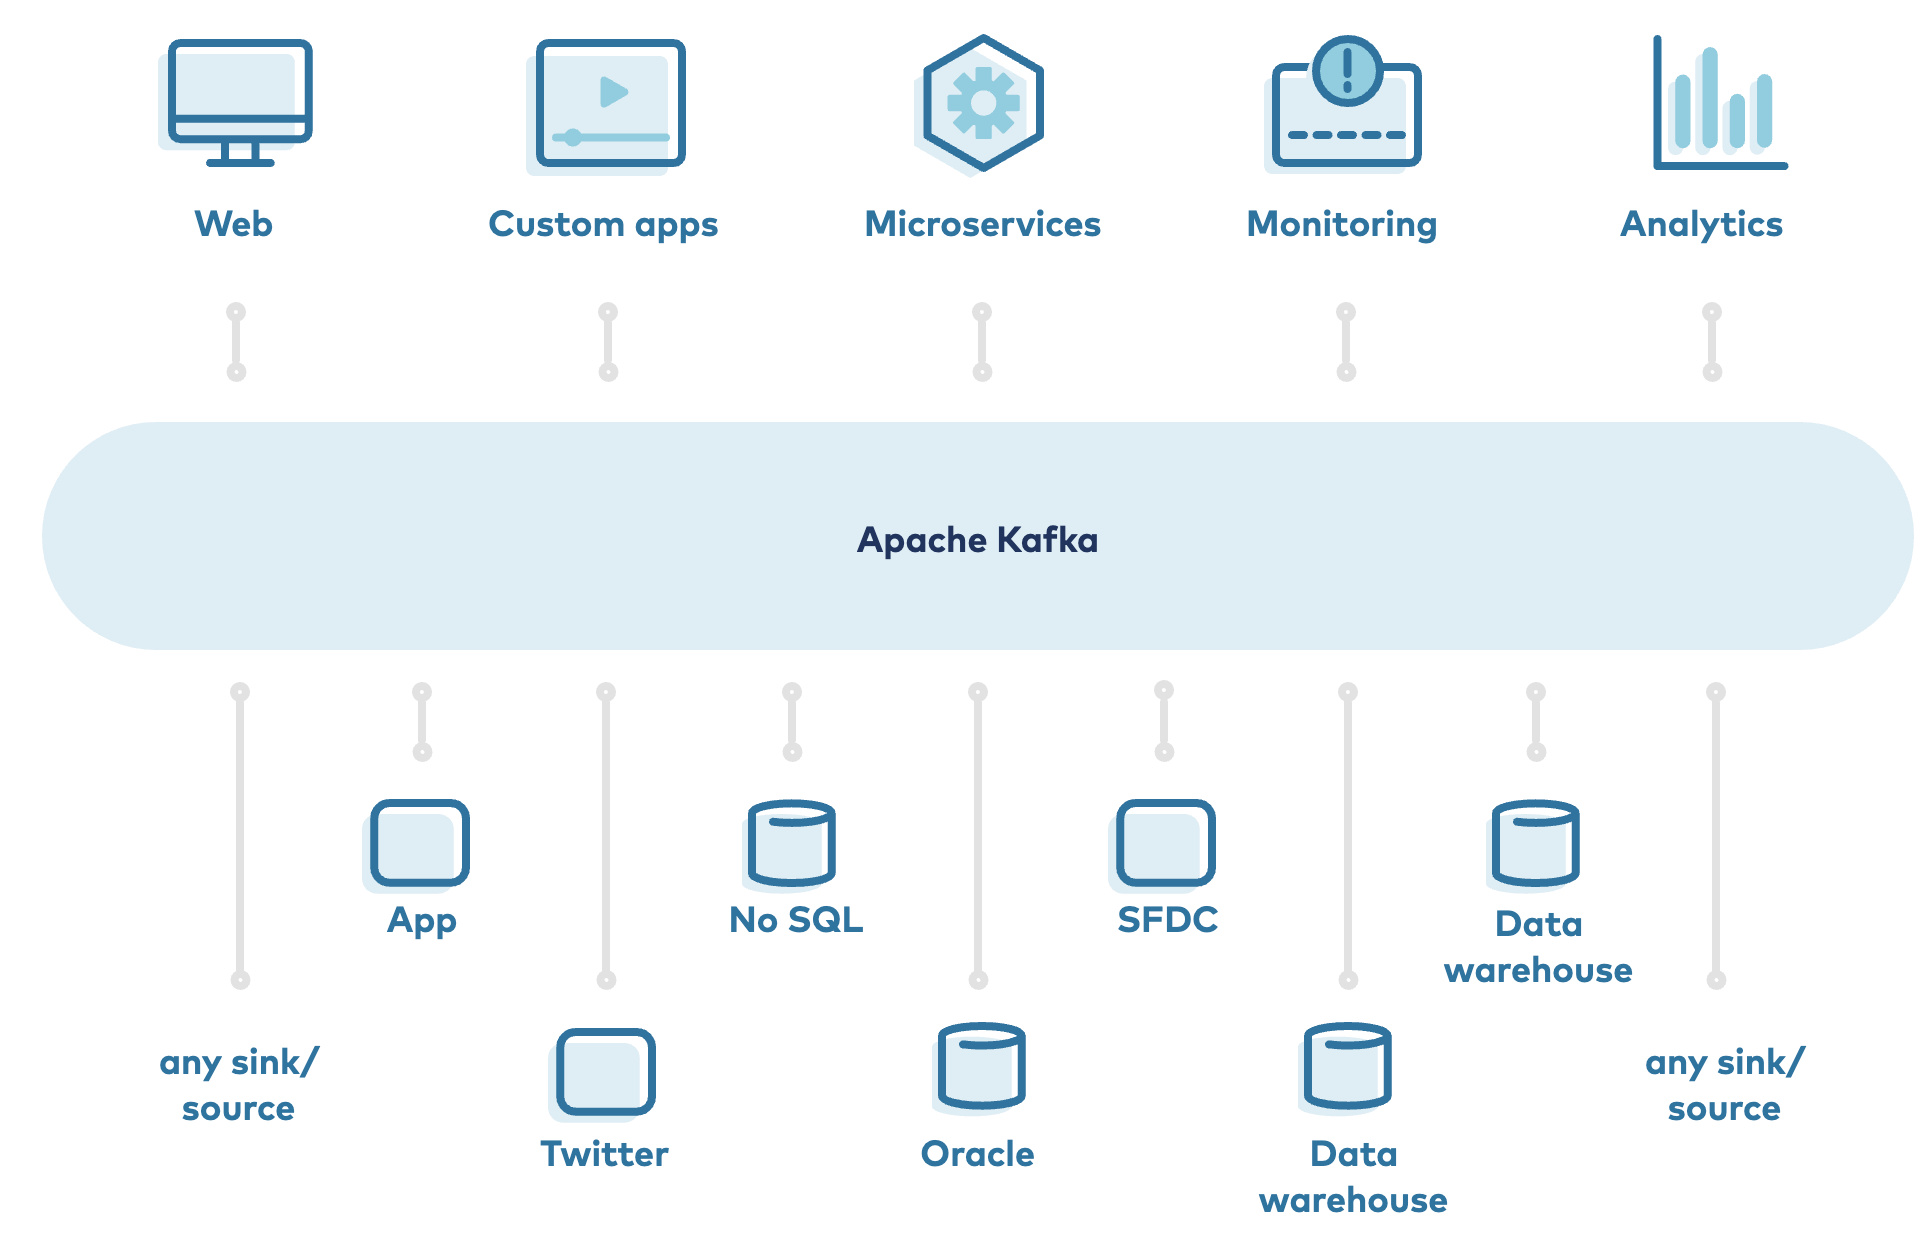 Web
Custom apps
Microservices
Monitoring
Analytics
Apache Kafka
App
No SQL
SFDC
Data
warehouse
any sink/
source
Twitter
Oracle
Data
warehouse
any sink/
source